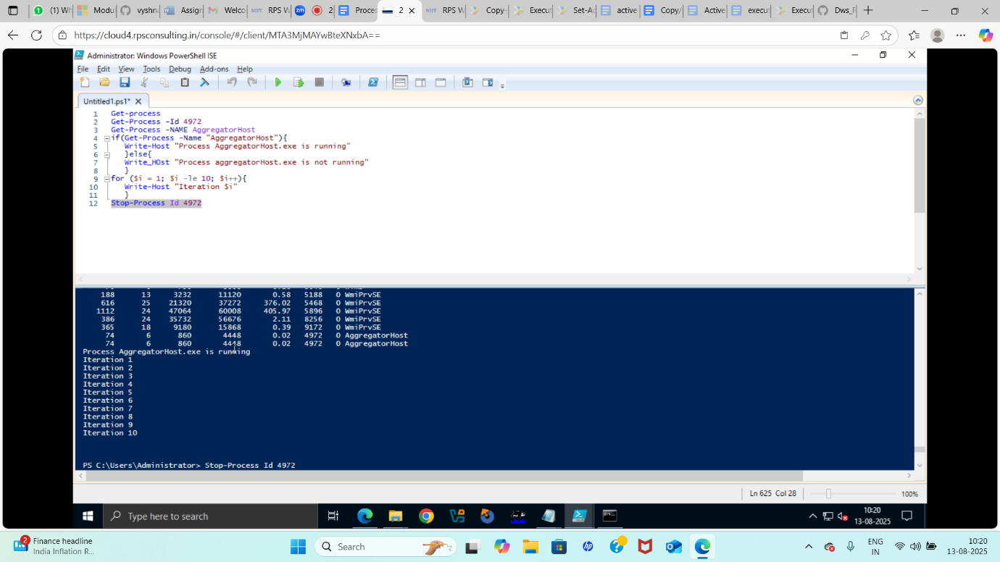 (1) Wh
Modu
vyshn
Assign
Welco
NIIT RPS W
zm
2
Proces
2
NIIT RPS W
Copy-
Execut
Set-Ad
active
Copy/
Active
execut
Execu
Dws_P
https://cloud4.rpsconsulting.in/console/#/client/MTA3MjMAYwBteXNxbA==
Administrator: Windows PowerShell ISE
File Edit View Tools Debug Add-ons Help
Untitled1.ps1* X
1 Get-process
2 Get-Process -Id 4972
3 Get-Process -NAME AggregatorHost
4 if(Get-Process -Name "AggregatorHost"){
5 Write-Host "Process AggregatorHost.exe is running"
6 }else{
7 Write_HOst "Process aggregatorHost.exe is not running"
8 }
9 for ($i = 1; $i -le 10; $i++){
10 Write-Host "Iteration $i"
11 }
12 Stop-Process Id 4972
188 13 3232 11120 0.58 5188 0 WmiPrvSE
616 25 21320 37272 376.02 5468 0 WmiPrvSE
1112 24 47064 60008 405.97 5896 0 WmiPrvSE
386 24 35732 56676 2.11 8256 0 WmiPrvSE
365 18 9180 15868 0.39 9172 0 WmiPrvSE
74 6 860 4448 0.02 4972 0 AggregatorHost
74 6 860 4448 0.02 4972 0 AggregatorHost
Process AggregatorHost.exe is running
Iteration 1
Iteration 2
Iteration 3
Iteration 4
Iteration 5
Iteration 6
Iteration 7
Iteration 8
Iteration 9
Iteration 10
PS C:\Users\Administrator> Stop-Process Id 4972
Ln 625 Col 28 100%
Type here to search
10:20
13-08-2025
2
Finance headline
India Inflation R...
Search
ENG
IN
10:20
13-08-2025